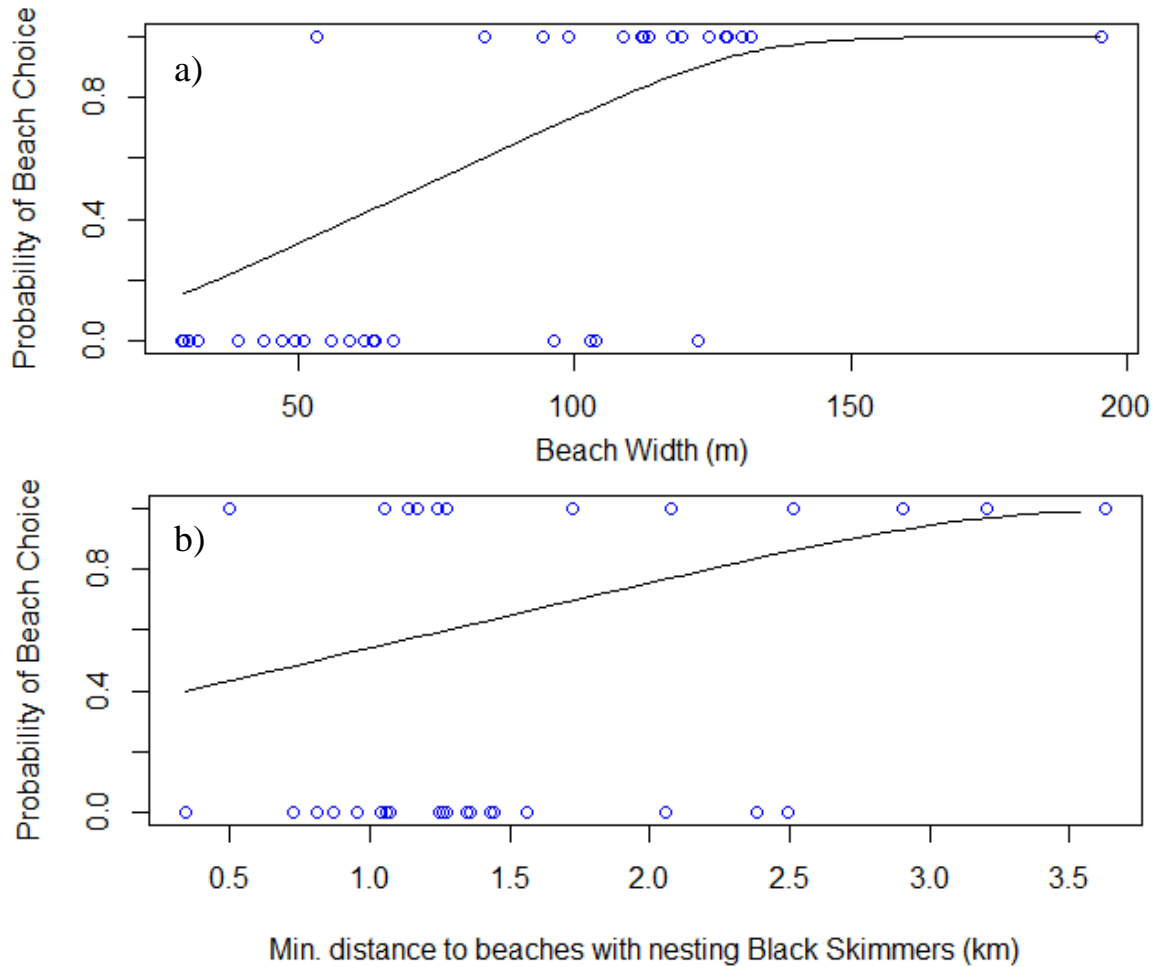 a)
Probability of Beach Choice
0.8
0.4
0.0
50 100 150 200
Beach Width (m)
b)
Probability of Beach Choice
0.8
0.4
0.0
0.5 1.0 1.5 2.0 2.5 3.0 3.5
Min. distance to beaches with nesting Black Skimmers (km)